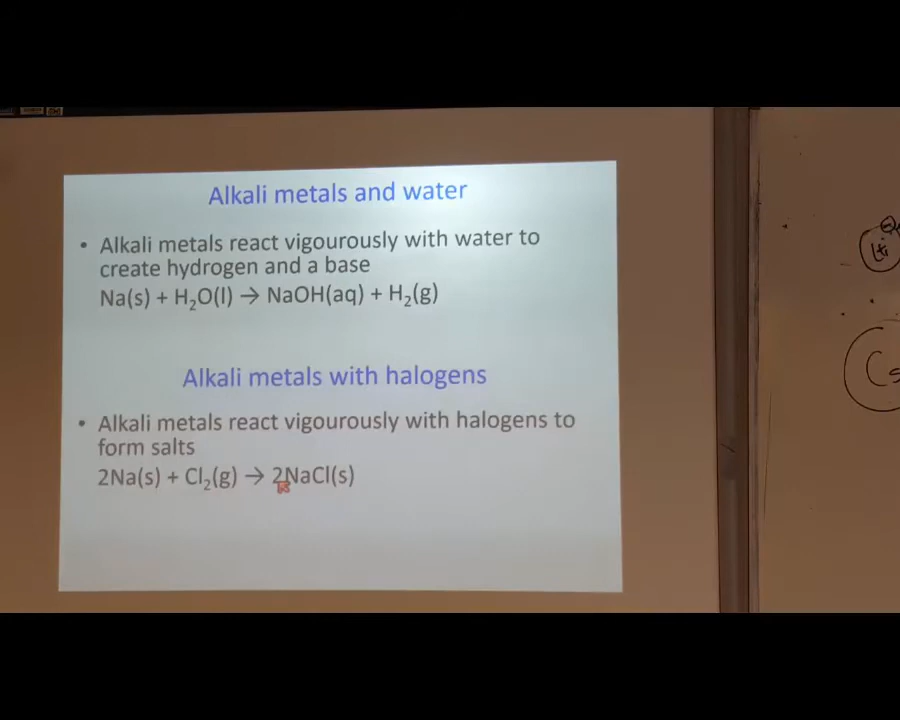 Alkali metals and water
• Alkali metals react vigourously with water to
create hydrogen and a base
Na(s) + H₂O(l) → NaOH(aq) + H₂(g)
Alkali metals with halogens
• Alkali metals react vigourously with halogens to
form salts
2Na(s) + Cl₂(g) → 2NaCl(s)